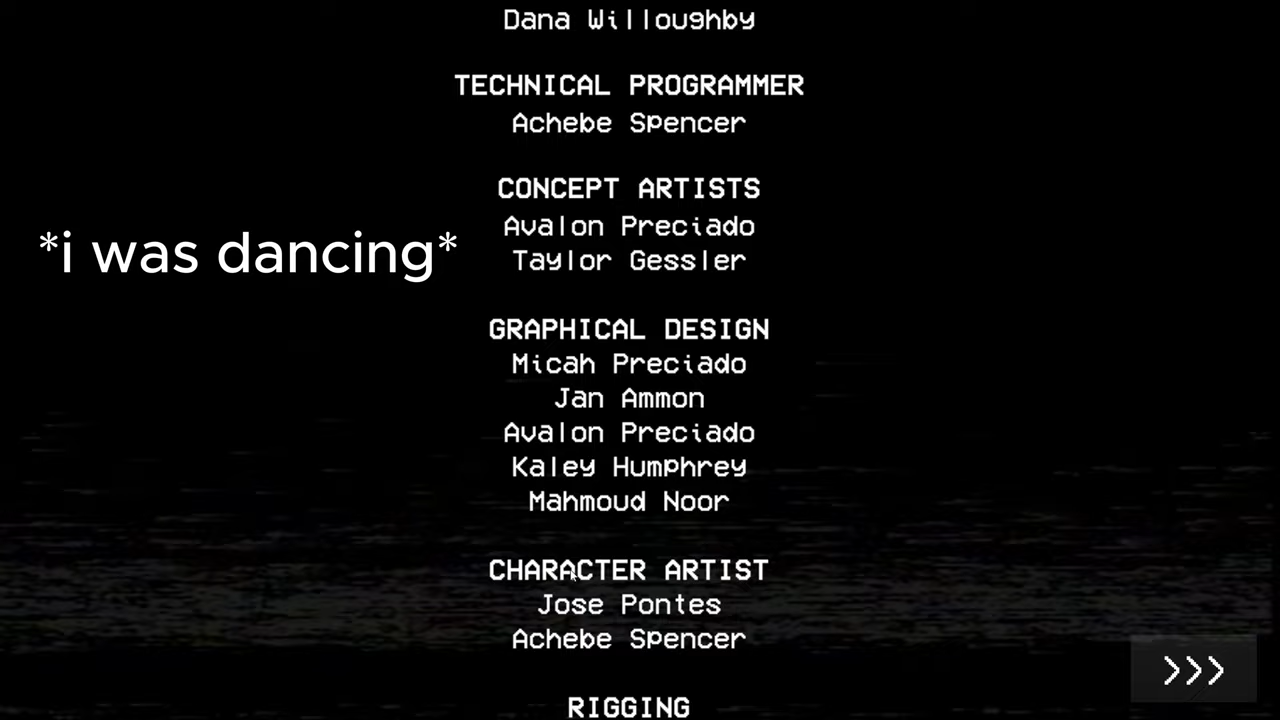 Dana Willoughby
TECHNICAL PROGRAMMER
Achebe Spencer
CONCEPT ARTISTS
Avalon Preciado
*i was dancing*
Taylor Gessler
GRAPHICAL DESIGN
Micah Preciado
Jan Ammon
Avalon Preciado
Kaley Humphrey
Mahmoud Noor
CHARACTER ARTIST
Jose Pontes
Achebe Spencer
>>>
RIGGING